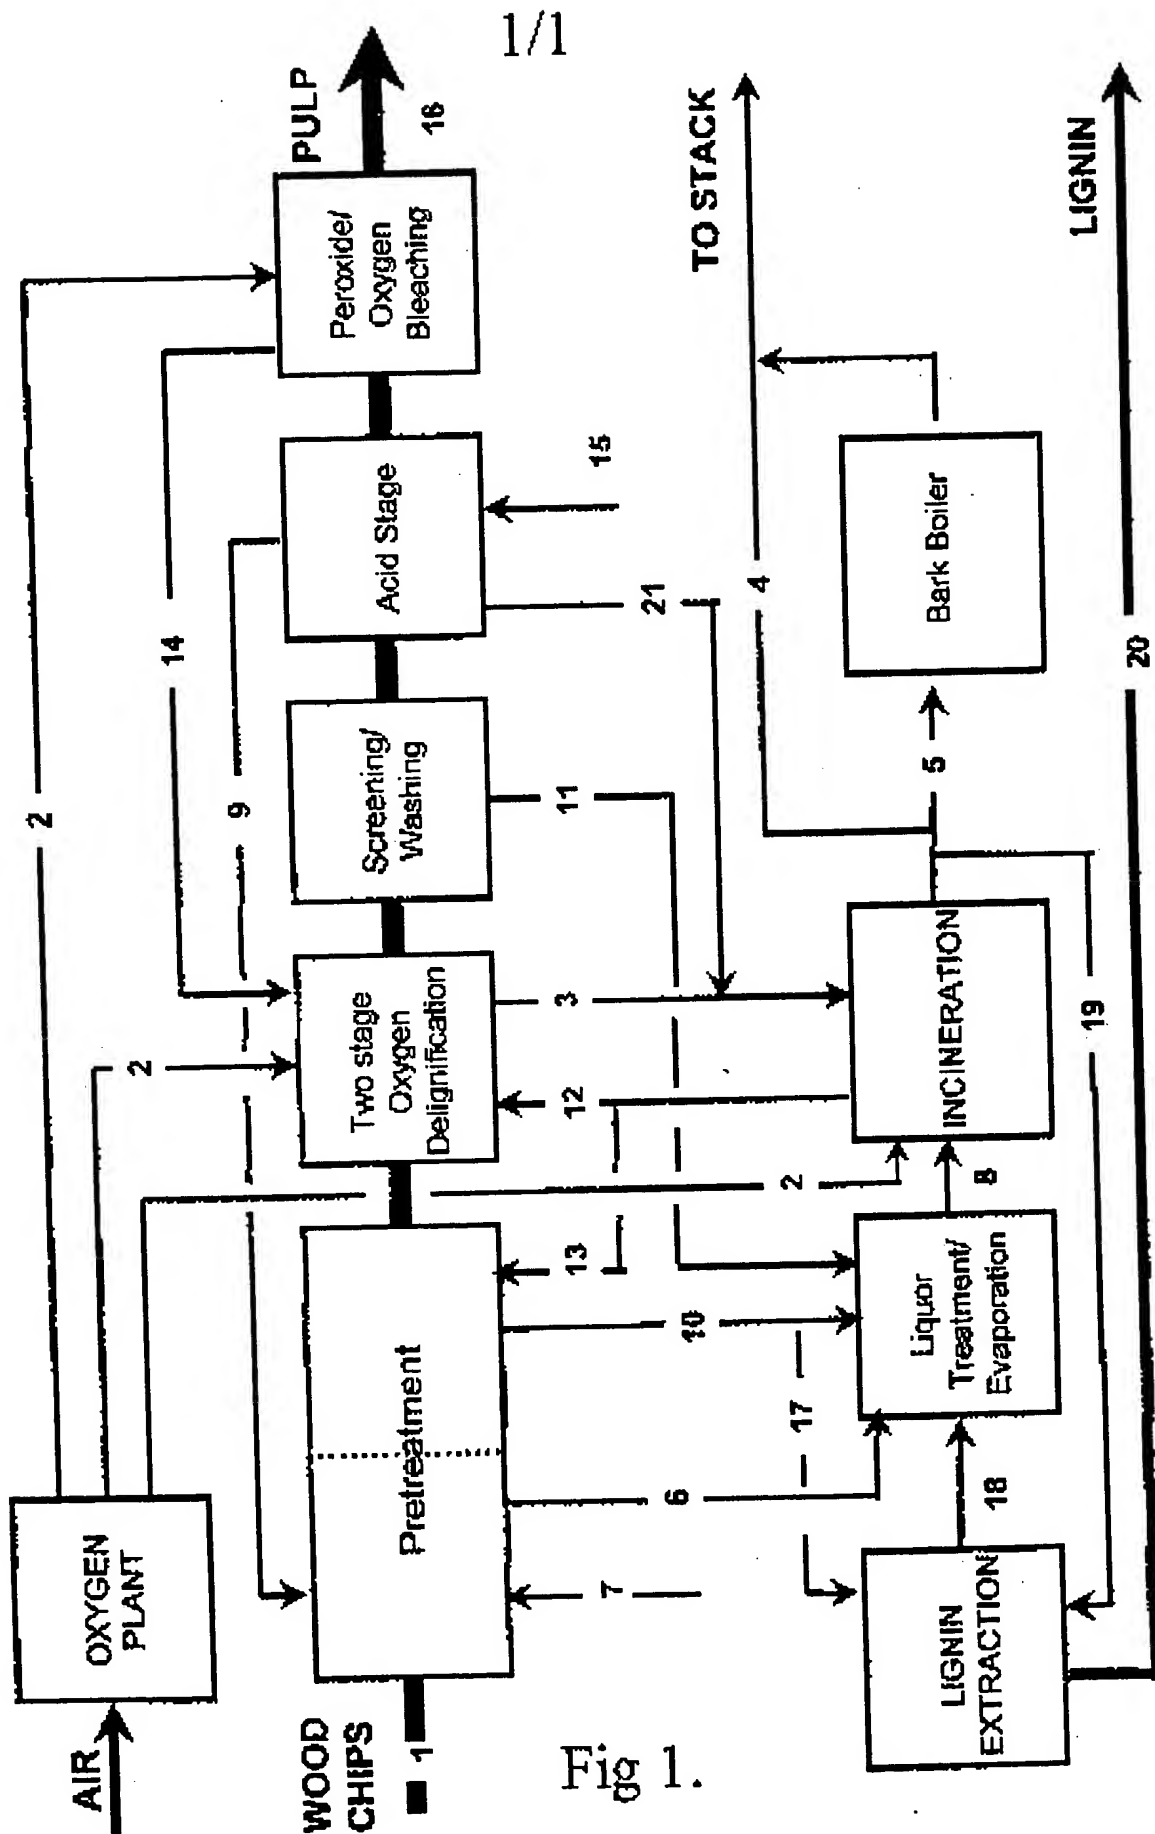 1/1
AIR
OXYGEN
PLANT
2
2
2
14
9
WOOD
CHIPS
1
Pretreatment
Two stage
Oxygen
Delignification
Screening/
Washing
Acid Stage
Peroxide/
Oxygen
Bleaching
PULP
16
7
6
10
13
12
3
11
21
15
17
2
LIGNIN
EXTRACTION
18
Liquor
Treatment/
Evaporation
8
INCINERATION
5
4
Bark Boiler
TO STACK
19
20
LIGNIN
Fig 1.